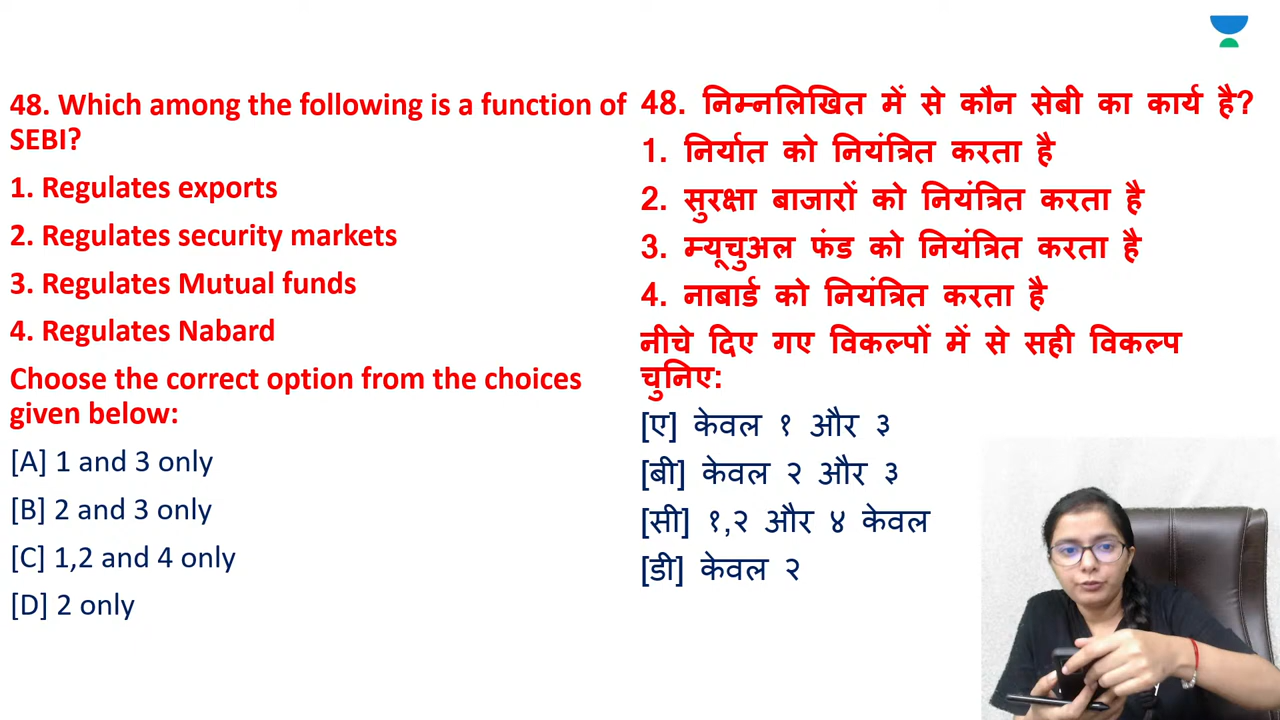 48. Which among the following is a function of
SEBI?
1. Regulates exports
2. Regulates security markets
3. Regulates Mutual funds
4. Regulates Nabard
Choose the correct option from the choices
given below:
[A] 1 and 3 only
[B] 2 and 3 only
[C] 1,2 and 4 only
[D] 2 only
48. निम्नलिखित में से कौन सेबी का कार्य है?
1. निर्यात को नियंत्रित करता है
2. सुरक्षा बाजारों को नियंत्रित करता है
3. म्यूचुअल फंड को नियंत्रित करता है
4. नाबार्ड को नियंत्रित करता है
नीचे दिए गए विकल्पों में से सही विकल्प
चुनिए:
[ए] केवल १ और ३
[बी] केवल २ और ३
[सी] १,२ और ४ केवल
[डी] केवल २